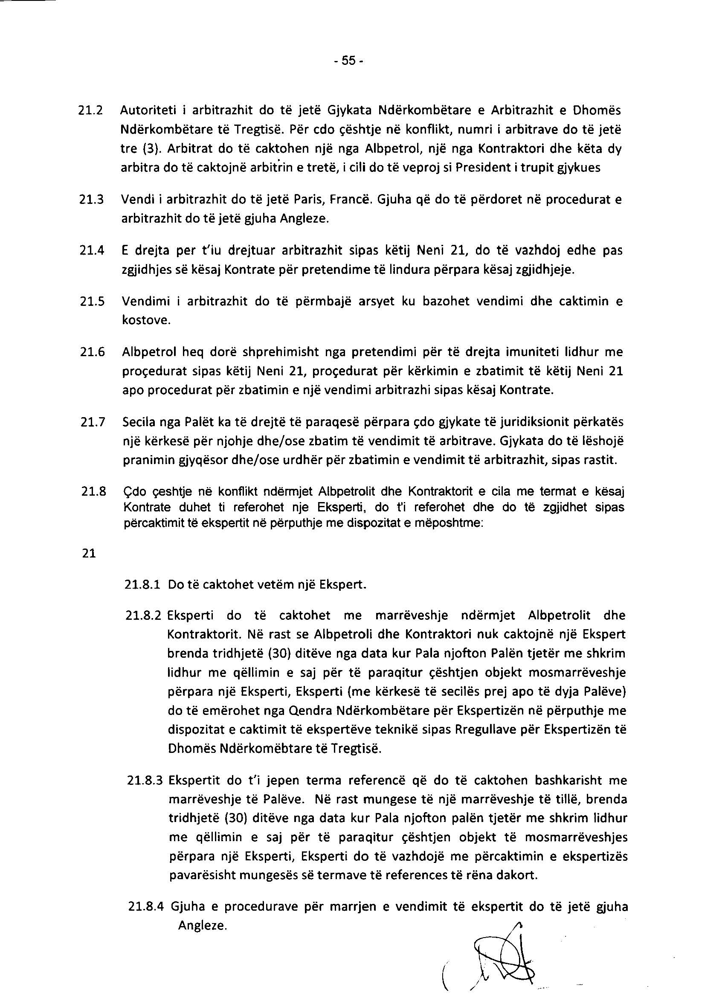 - 55 -
21.2 Autoriteti i arbitrazhit do të jetë Gjykata Ndërkombëtare e Arbitrazhit e Dhomës
Ndërkombëtare të Tregtisë. Për cdo çështje në konflikt, numri i arbitrave do të jetë
tre (3). Arbitrat do të caktohen një nga Albpetrol, një nga Kontraktori dhe këta dy
arbitra do të caktojnë arbitrin e tretë, i cili do të veproj si President i trupit gjykues
21.3 Vendi i arbitrazhit do të jetë Paris, Francë. Gjuha që do të përdoret në procedurat e
arbitrazhit do të jetë gjuha Angleze.
21.4 E drejta per t'iu drejtuar arbitrazhit sipas këtij Neni 21, do të vazhdoj edhe pas
zgjidhjes së kësaj Kontrate për pretendime të lindura përpara kësaj zgjidhjeje.
21.5 Vendimi i arbitrazhit do të përmbajë arsyet ku bazohet vendimi dhe caktimin e
kostove.
21.6 Albpetrol heq dorë shprehimisht nga pretendimi për të drejta imuniteti lidhur me
proçedurat sipas këtij Neni 21, proçedurat për kërkimin e zbatimit të këtij Neni 21
apo procedurat për zbatimin e një vendimi arbitrazhi sipas kësaj Kontrate.
21.7 Secila nga Palët ka të drejtë të paraqesë përpara çdo gjykate të juridiksionit përkatës
një kërkesë për njohje dhe/ose zbatim të vendimit të arbitrave. Gjykata do të lëshojë
pranimin gjyqësor dhe/ose urdhër për zbatimin e vendimit të arbitrazhit, sipas rastit.
21.8 Çdo çeshtje në konflikt ndërmjet Albpetrolit dhe Kontraktorit e cila me termat e kësaj
Kontrate duhet ti referohet nje Eksperti, do t'i referohet dhe do të zgjidhet sipas
përcaktimit të ekspertit në përputhje me dispozitat e mëposhtme:
21
21.8.1 Do të caktohet vetëm një Ekspert.
21.8.2 Eksperti do të caktohet me marrëveshje ndërmjet Albpetrolit dhe
Kontraktorit. Në rast se Albpetroli dhe Kontraktori nuk caktojnë një Ekspert
brenda tridhjetë (30) ditëve nga data kur Pala njofton Palën tjetër me shkrim
lidhur me qëllimin e saj për të paraqitur çështjen objekt mosmarrëveshje
përpara një Eksperti, Eksperti (me kërkesë të secilës prej apo të dyja Palëve)
do të emërohet nga Qendra Ndërkombëtare për Ekspertizën në përputhje me
dispozitat e caktimit të ekspertëve teknikë sipas Rregullave për Ekspertizën të
Dhomës Ndërkomëbtare të Tregtisë.
21.8.3 Ekspertit do t'i jepen terma referencë që do të caktohen bashkarisht me
marrëveshje të Palëve. Në rast mungese të një marrëveshje të tillë, brenda
tridhjetë (30) ditëve nga data kur Pala njofton palën tjetër me shkrim lidhur
me qëllimin e saj për të paraqitur çështjen objekt të mosmarrëveshjes
përpara një Eksperti, Eksperti do të vazhdojë me përcaktimin e ekspertizës
pavarësisht mungesës së termave të references të rëna dakort.
21.8.4 Gjuha e procedurave për marrjen e vendimit të ekspertit do të jetë gjuha
Angleze.